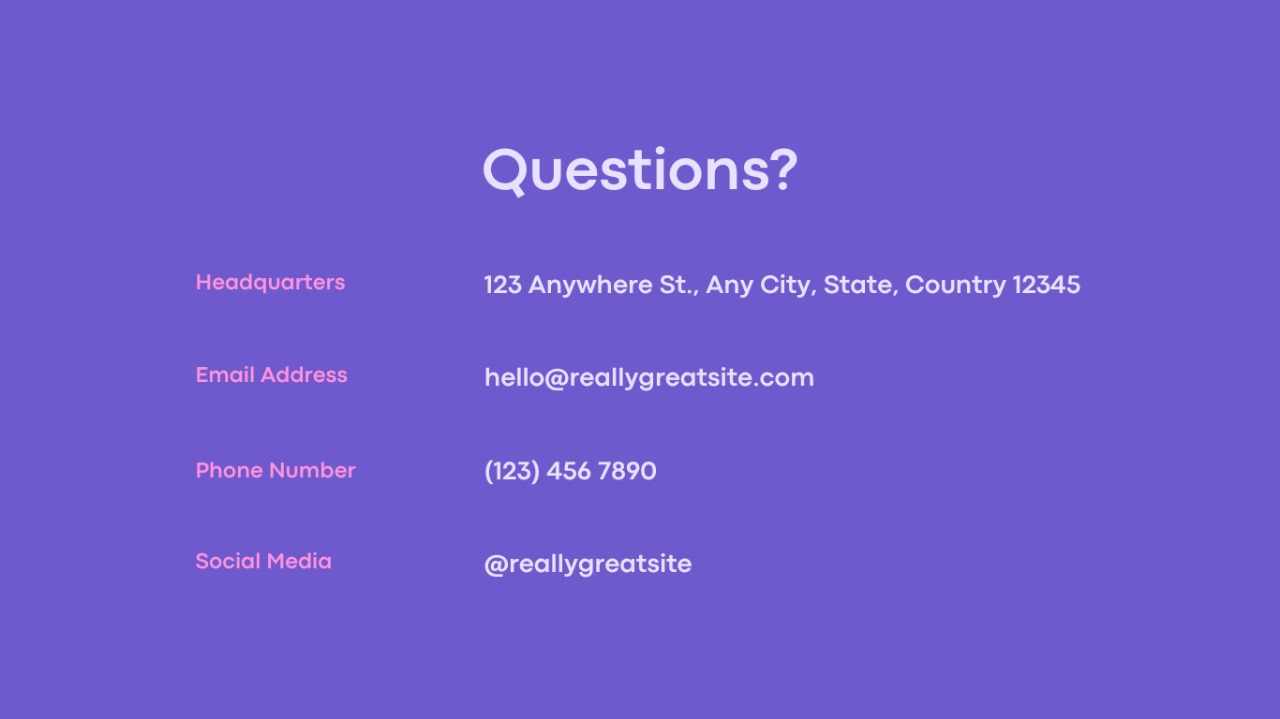 Questions?
Headquarters
123 Anywhere St., Any City, State, Country 12345
Email Address
hello@reallygreatsite.com
Phone Number
(123) 456 7890
Social Media
@reallygreatsite